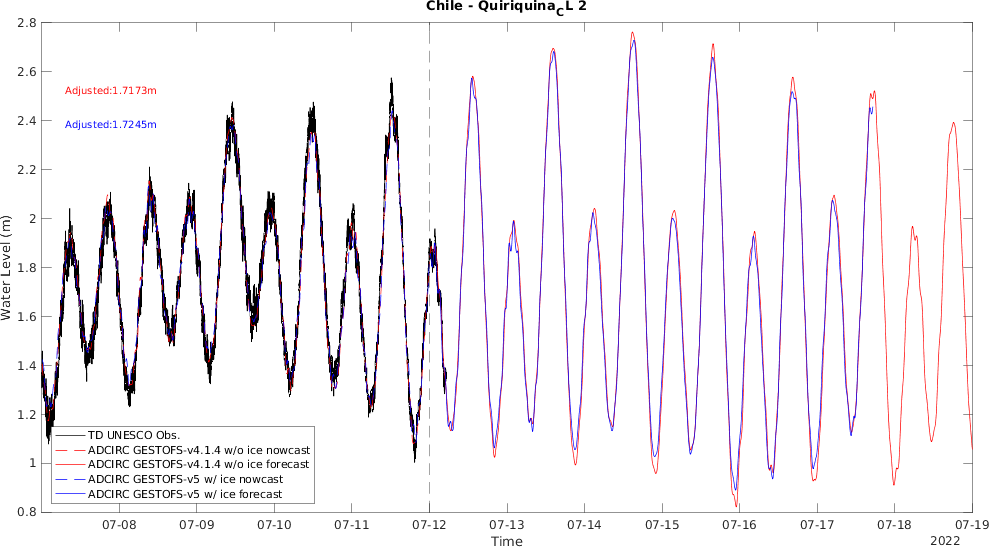 Chile - Quiriquina_CL 2
2.8
2.6
2.4
2.2
2
1.8
1.6
1.4
1.2
1
0.8
Water Level (m)
Adjusted:1.7173m
Adjusted:1.7245m
TD UNESCO Obs.
ADCIRC GESTOFS-v4.1.4 w/o ice nowcast
ADCIRC GESTOFS-v4.1.4 w/o ice forecast
ADCIRC GESTOFS-v5 w/ ice nowcast
ADCIRC GESTOFS-v5 w/ ice forecast
07-08 07-09 07-10 07-11 07-12 07-13 07-14 07-15 07-16 07-17 07-18 07-19
Time
2022